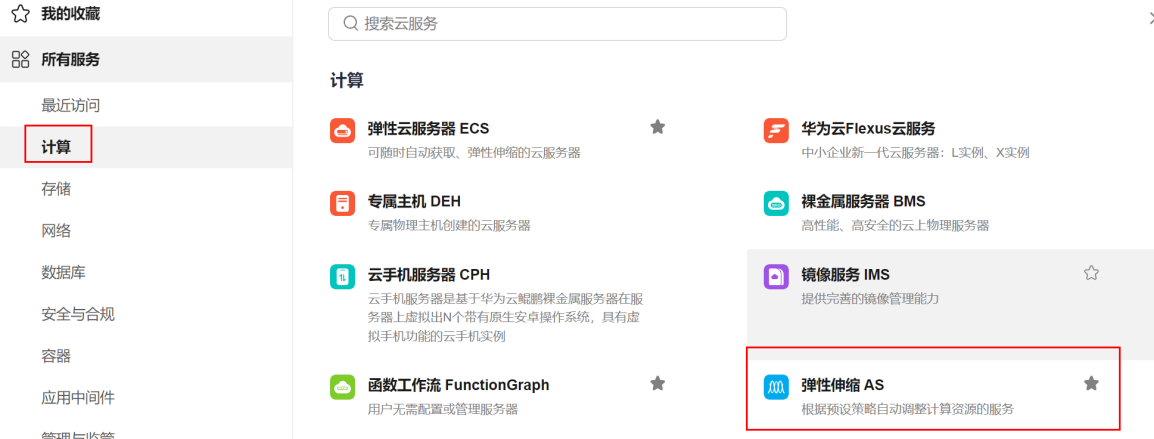 我的收藏
所有服务
最近访问
计算
存储
网络
数据库
安全与合规
容器
应用中间件
管理与监管
搜索云服务
计算
弹性云服务器 ECS
可随时自动获取、弹性伸缩的云服务器
华为云Flexus云服务
中小企业新一代云服务器：L实例、X实例
专属主机 DEH
专属物理主机创建的云服务器
裸金属服务器 BMS
高性能、高安全的云上物理服务器
云手机服务器 CPH
云手机服务器是基于华为云鲲鹏裸金属服务器在服
务器上虚拟出N个带有原生安卓操作系统，具有虚
拟手机功能的云手机实例
镜像服务 IMS
提供完善的镜像管理能力
函数工作流 FunctionGraph
用户无需配置或管理服务器
弹性伸缩 AS
根据预设策略自动调整计算资源的服务